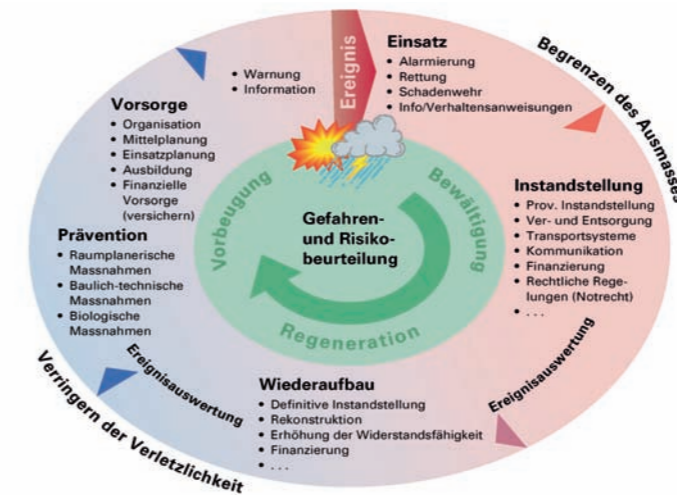 Ereignis
Einsatz
• Alarmierung
• Rettung
• Schadenwehr
• Info/Verhaltensanweisungen
Begrenzen des Ausmasses
Instandstellung
• Prov. Instandstellung
• Ver- und Entsorgung
• Transportsysteme
• Kommunikation
• Finanzierung
• Rechtliche Rege-
lungen (Notrecht)
• . . .
Ereignisauswertung
Wiederaufbau
• Definitive Instandstellung
• Rekonstruktion
• Erhöhung der Widerstandsfähigkeit
• Finanzierung
• . . .
Ereignisauswertung
Verringern der Verletzlichkeit
Prävention
• Raumplanerische
Massnahmen
• Baulich-technische
Massnahmen
• Biologische
Massnahmen
Vorsorge
• Organisation
• Mittelplanung
• Einsatzplanung
• Ausbildung
• Finanzielle
Vorsorge
(versichern)
• Warnung
• Information
Vorbeugung
Bewältigung
Regeneration
Gefahren-
und Risiko-
beurteilung